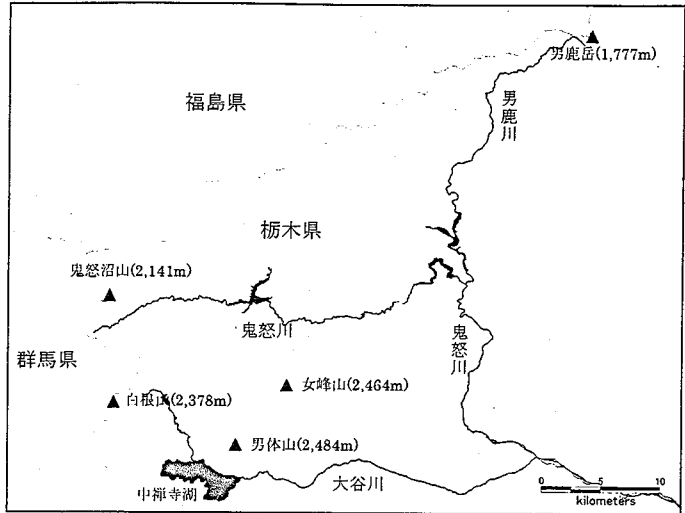 男鹿岳(1,777m)
福島県
男鹿川
栃木県
鬼怒沼山(2,141m)
鬼怒川
鬼怒川
群馬県
女峰山(2,464m)
白根山(2,378m)
男体山(2,484m)
中禅寺湖
大谷川
0 5 10
kilometers